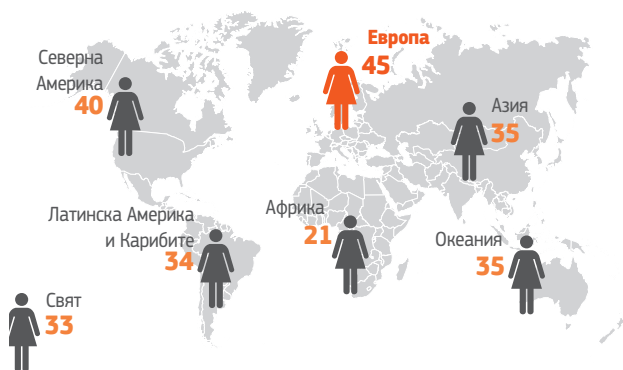 Европа
45
Северна
Америка
40
Азия
35
Латинска Америка
и Карибите
34
Африка
21
Океания
35
Свят
33